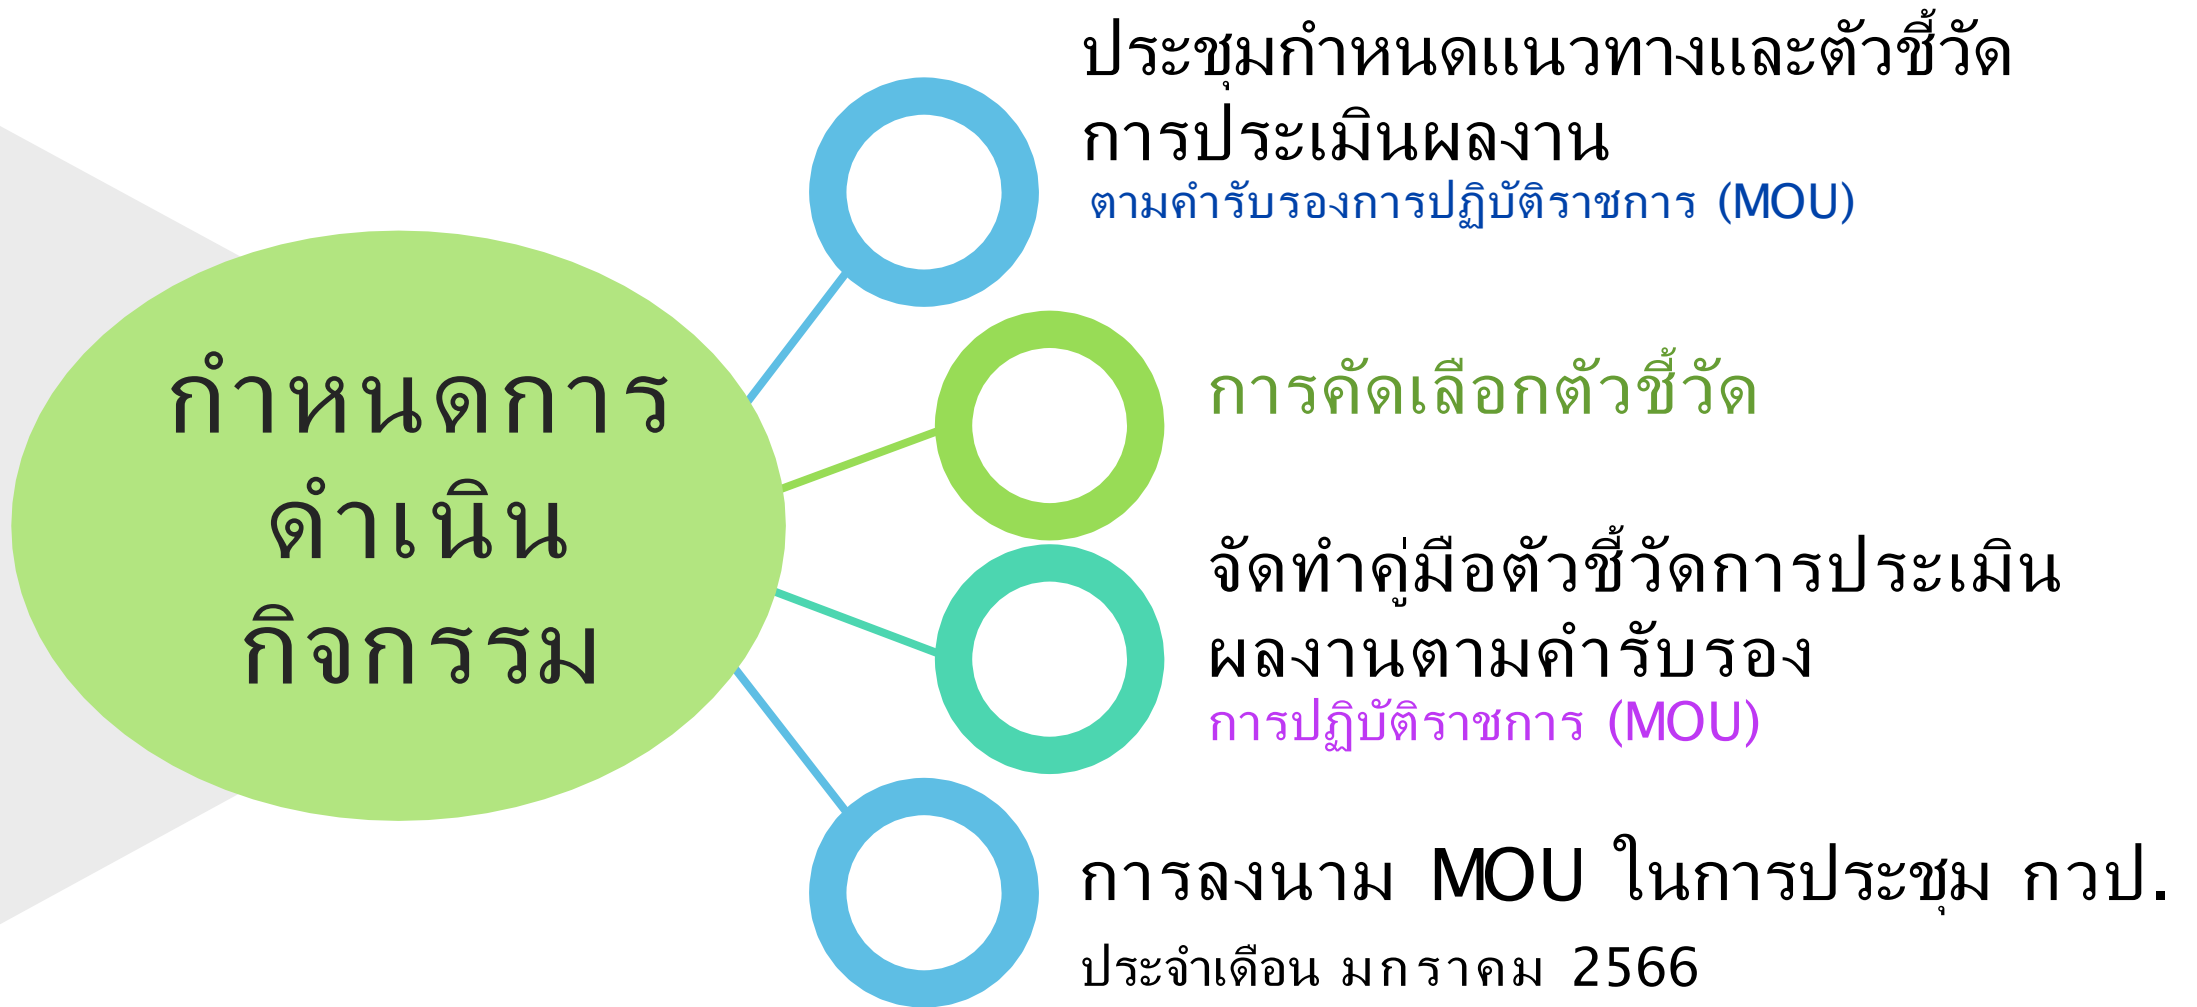 กำหนดการ
ดำเนิน
กิจกรรม
ประชุมกำหนดแนวทางและตัวชี้วัด
การประเมินผลงาน
ตามคำรับรองการปฏิบัติราชการ (MOU)
การคัดเลือกตัวชี้วัด
จัดทำคู่มือตัวชี้วัดการประเมิน
ผลงานตามคำรับรอง
การปฏิบัติราชการ (MOU)
การลงนาม MOU ในการประชุม กวป.
ประจำเดือน มกราคม 2566